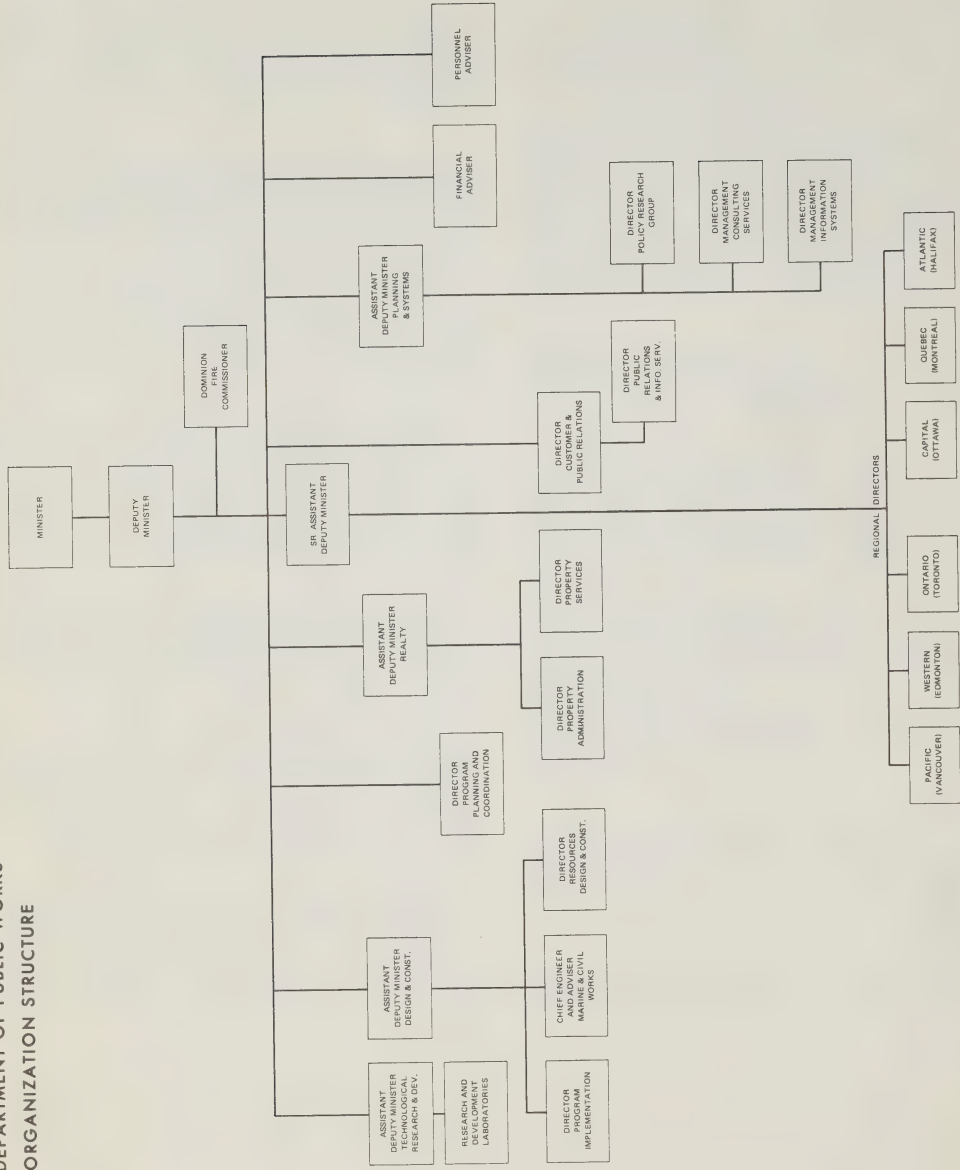 DEPARTMENT OF PUBLIC WORKS
ORGANIZATION STRUCTURE
MINISTER
DEPUTY
MINISTER
DOMINION
FIRE
COMMISSIONER
SR. ASSISTANT
DEPUTY MINISTER
ASSISTANT
DEPUTY MINISTER
TECHNOLOGICAL
RESEARCH & DEV.
RESEARCH AND
DEVELOPMENT
LABORATORIES
ASSISTANT
DEPUTY MINISTER
DESIGN & CONST.
DIRECTOR
PROGRAM
IMPLEMENTATION
CHIEF ENGINEER
AND ADVISER
MARINE & CIVIL
WORKS
DIRECTOR
RESOURCES
DESIGN & CONST.
DIRECTOR
PROGRAM
PLANNING AND
COORDINATION
ASSISTANT
DEPUTY MINISTER
REALTY
DIRECTOR
PROPERTY
ADMINISTRATION
DIRECTOR
PROPERTY
SERVICES
DIRECTOR
CUSTOMER &
PUBLIC RELATIONS
DIRECTOR
PUBLIC
RELATIONS
& INFO. SERV.
ASSISTANT
DEPUTY MINISTER
PLANNING
& SYSTEMS
DIRECTOR
POLICY RESEARCH
GROUP
DIRECTOR
MANAGEMENT
CONSULTING
SERVICES
DIRECTOR
MANAGEMENT
INFORMATION
SYSTEMS
FINANCIAL
ADVISER
PERSONNEL
ADVISER
REGIONAL DIRECTORS
PACIFIC
(VANCOUVER)
WESTERN
(EDMONTON)
ONTARIO
(TORONTO)
CAPITAL
(OTTAWA)
QUEBEC
(MONTREAL)
ATLANTIC
(HALIFAX)